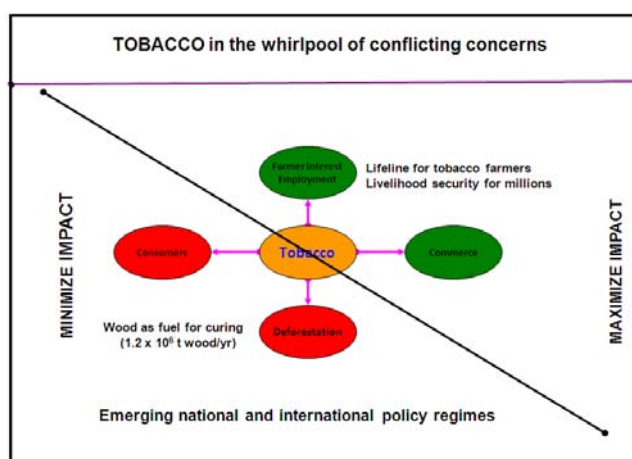 TOBACCO in the whirlpool of conflicting concerns
Farmer interest
Employment
Lifeline for tobacco farmers
Livelihood security for millions
MINIMIZE IMPACT
Consumers
Tobacco
Commerce
MAXIMIZE IMPACT
Wood as fuel for curing
(1.2 x 10⁶ t wood/yr)
Deforestation
Emerging national and international policy regimes